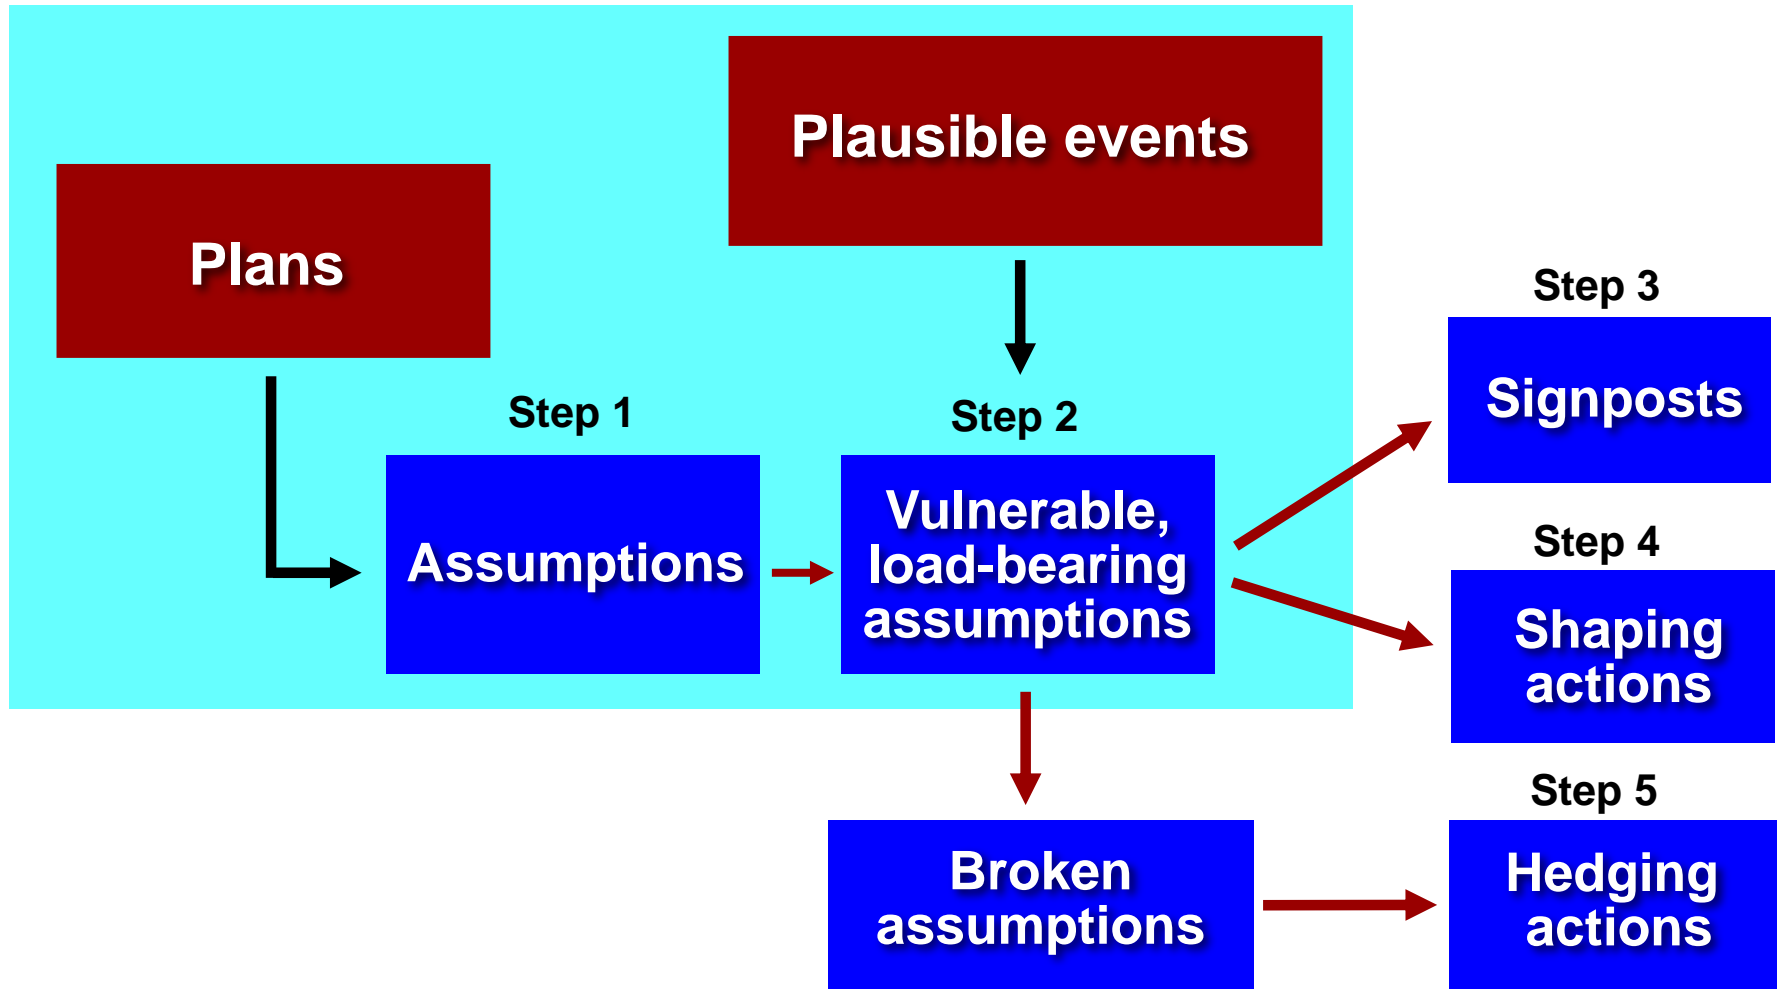 Plausible events
Plans
Step 1
Assumptions
Step 2
Vulnerable,
load-bearing
assumptions
Step 3
Signposts
Step 4
Shaping
actions
Broken
assumptions
Step 5
Hedging
actions